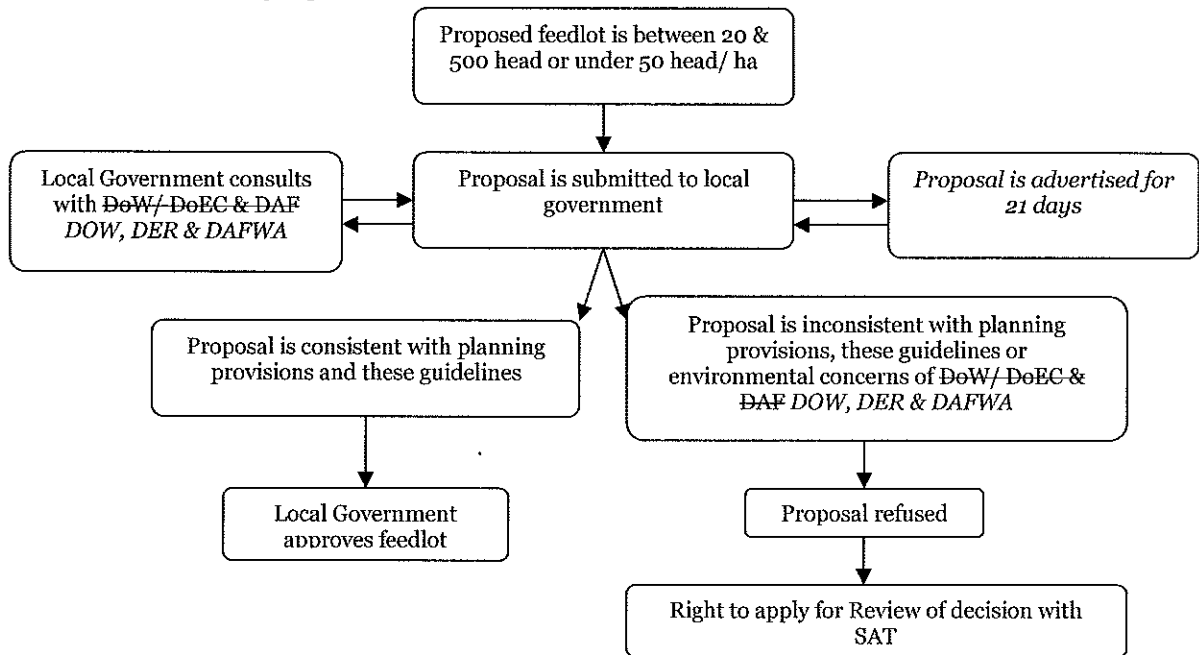 Proposed feedlot is between 20 &
500 head or under 50 head/ ha
Local Government consults
with DoW/ DoEC & DAF
DOW, DER & DAFWA
Proposal is submitted to local
government
Proposal is advertised for
21 days
Proposal is consistent with planning
provisions and these guidelines
Proposal is inconsistent with planning
provisions, these guidelines or
environmental concerns of DoW/ DoEC &
DAF DOW, DER & DAFWA
Local Government
approves feedlot
Proposal refused
Right to apply for Review of decision with
SAT